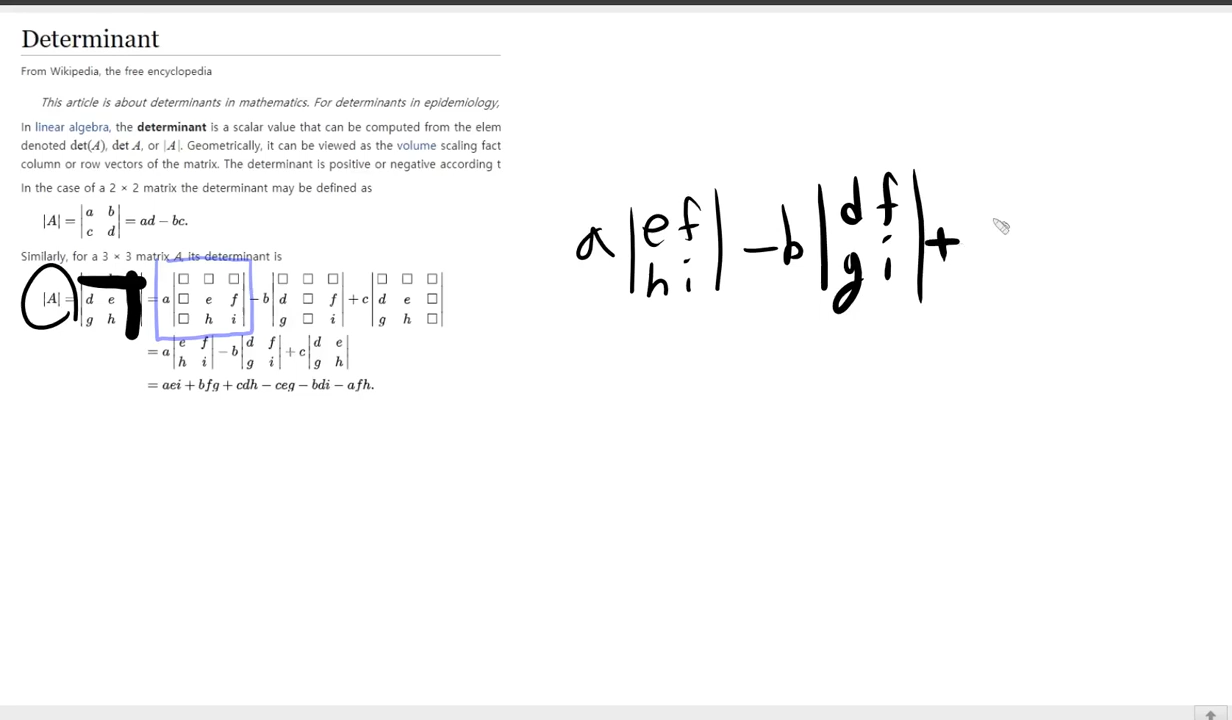 Determinant
From Wikipedia, the free encyclopedia
This article is about determinants in mathematics. For determinants in epidemiology,
In linear algebra, the determinant is a scalar value that can be computed from the elem
denoted det(A), det A, or |A|. Geometrically, it can be viewed as the volume scaling fact
column or row vectors of the matrix. The determinant is positive or negative according t
In the case of a 2 × 2 matrix the determinant may be defined as
|A| = |a b|
|c d| = ad − bc.
Similarly, for a 3 × 3 matrix A, its determinant is
|A| = |d e
g h| = a|□ □ □|
|□ e f|
|□ h i| − b|□ □ □|
|d □ f|
|g □ i| + c|□ □ □|
|d e □|
|g h □|
= a|e f|
|h i| − b|d f|
|g i| + c|d e|
|g h|
= aei + bfg + cdh − ceg − bdi − afh.
a|e f|
|h i| − b|d f|
|g i| +